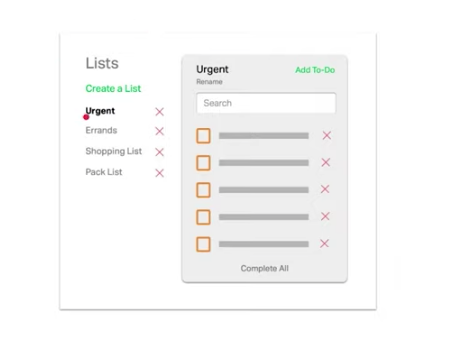 Lists
Create a List
Urgent
Errands
Shopping List
Pack List
Urgent
Add To-Do
Rename
Search
Complete All